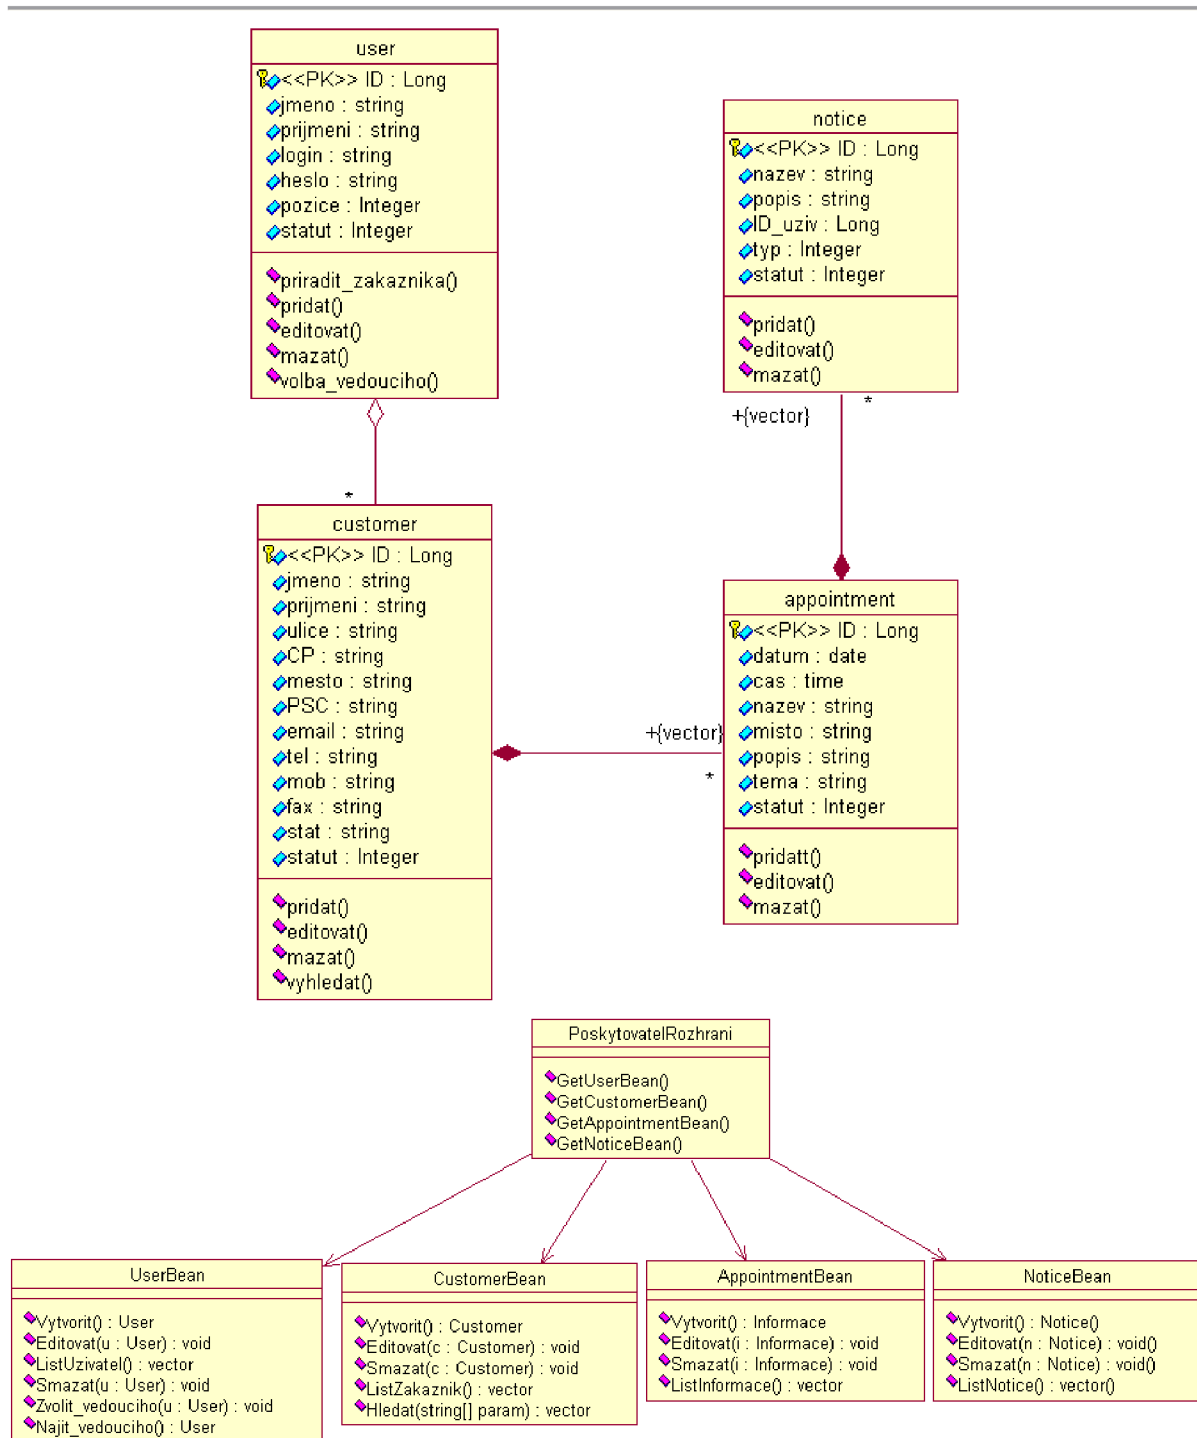 user
<<PK>> ID : Long
jmeno : string
prijmeni : string
login : string
heslo : string
pozice : Integer
statut : Integer
priradit_zakaznika()
pridat()
editovat()
mazat()
volba_vedouciho()
notice
<<PK>> ID : Long
nazev : string
popis : string
ID_uziv : Long
typ : Integer
statut : Integer
pridat()
editovat()
mazat()
+{vector}
*
*
customer
<<PK>> ID : Long
jmeno : string
prijmeni : string
ulice : string
CP : string
mesto : string
PSC : string
email : string
tel : string
mob : string
fax : string
stat : string
statut : Integer
pridat()
editovat()
mazat()
vyhledat()
+{vector}
*
appointment
<<PK>> ID : Long
datum : date
cas : time
nazev : string
misto : string
popis : string
tema : string
statut : Integer
pridatt()
editovat()
mazat()
PoskytovatelRozhrani
GetUserBean()
GetCustomerBean()
GetAppointmentBean()
GetNoticeBean()
UserBean
Vytvorit() : User
Editovat(u : User) : void
ListUzivatel() : vector
Smazat(u : User) : void
Zvolit_vedouciho(u : User) : void
Najit_vedouciho() : User
CustomerBean
Vytvorit() : Customer
Editovat(c : Customer) : void
Smazat(c : Customer) : void
ListZakaznik() : vector
Hledat(string[] param) : vector
AppointmentBean
Vytvorit() : Informace
Editovat(i : Informace) : void
Smazat(i : Informace) : void
ListInformace() : vector
NoticeBean
Vytvorit() : Notice()
Editovat(n : Notice) : void()
Smazat(n : Notice) : void()
ListNotice() : vector()